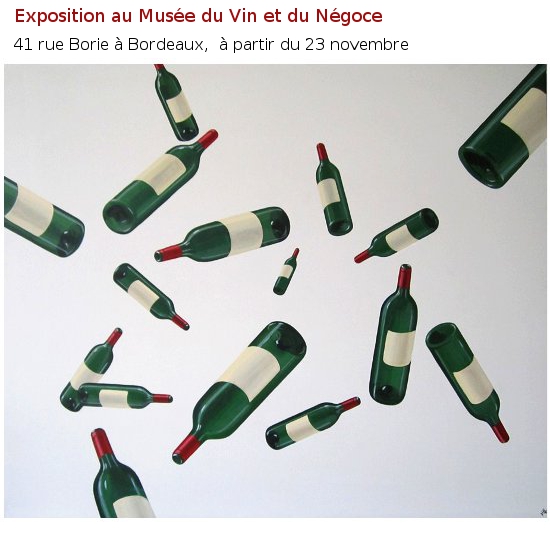 Exposition au Musée du Vin et du Négoce
41 rue Borie à Bordeaux,  à partir du 23 novembre